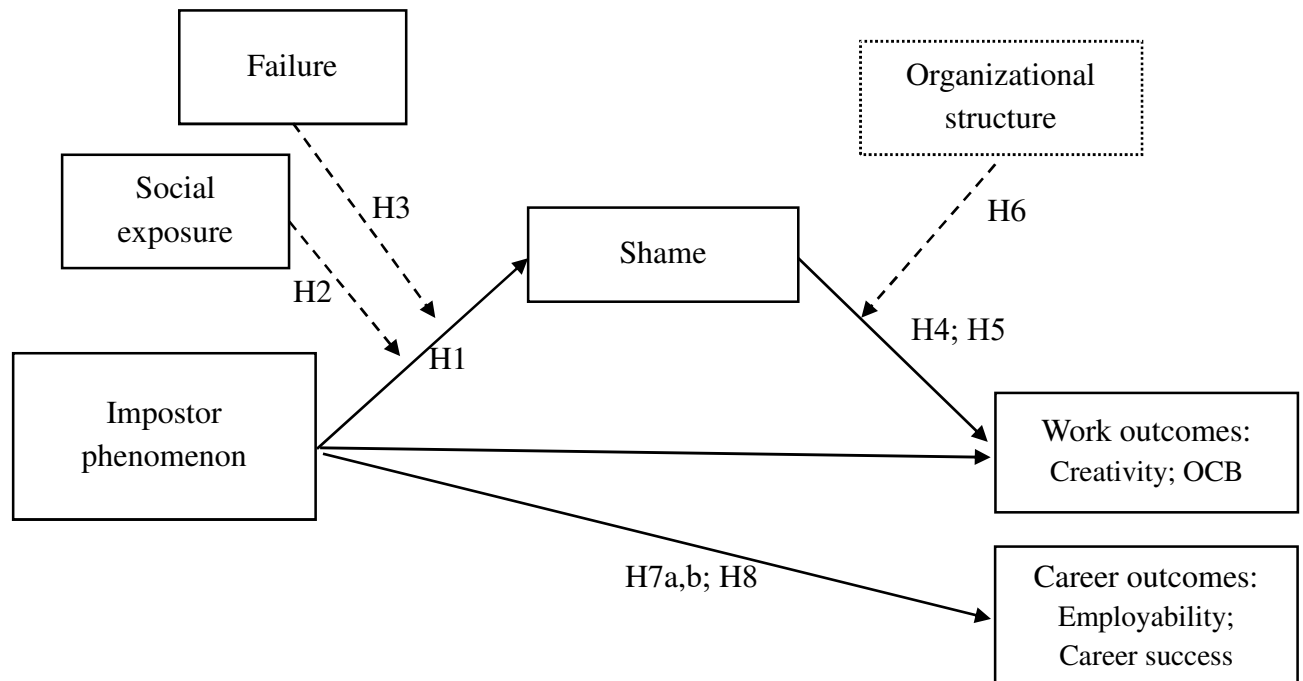 Failure
Organizational
structure
Social
exposure
H3
H6
Shame
H2
H4; H5
H1
Impostor
phenomenon
Work outcomes:
Creativity; OCB
H7a,b; H8
Career outcomes:
Employability;
Career success